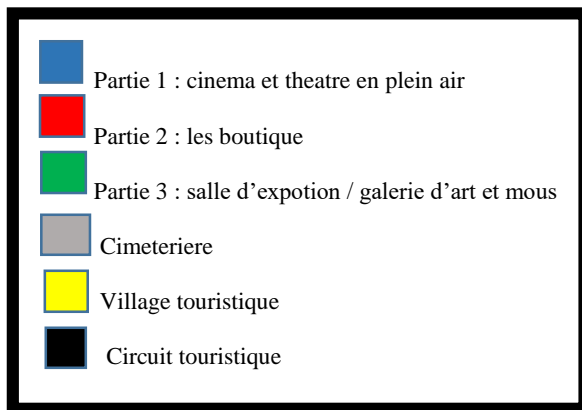 Partie 1 : cinema et theatre en plein air
Partie 2 : les boutique
Partie 3 : salle d'expotion / galerie d'art et mous
Cimeteriere
Village touristique
Circuit touristique